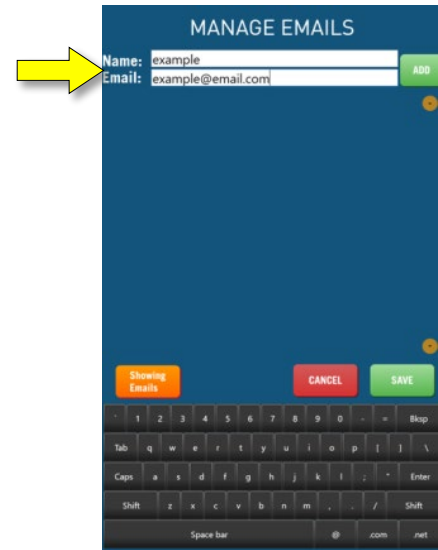 MANAGE EMAILS
Name: example
ADD
Email: example@email.com
Showing
Emails
CANCEL
SAVE
` 1 2 3 4 5 6 7 8 9 0 - = Bksp
Tab q w e r t y u i o p [ ] \
Caps a s d f g h j k l ; ' Enter
Shift z x c v b n m , . / Shift
Space bar @ .com .net